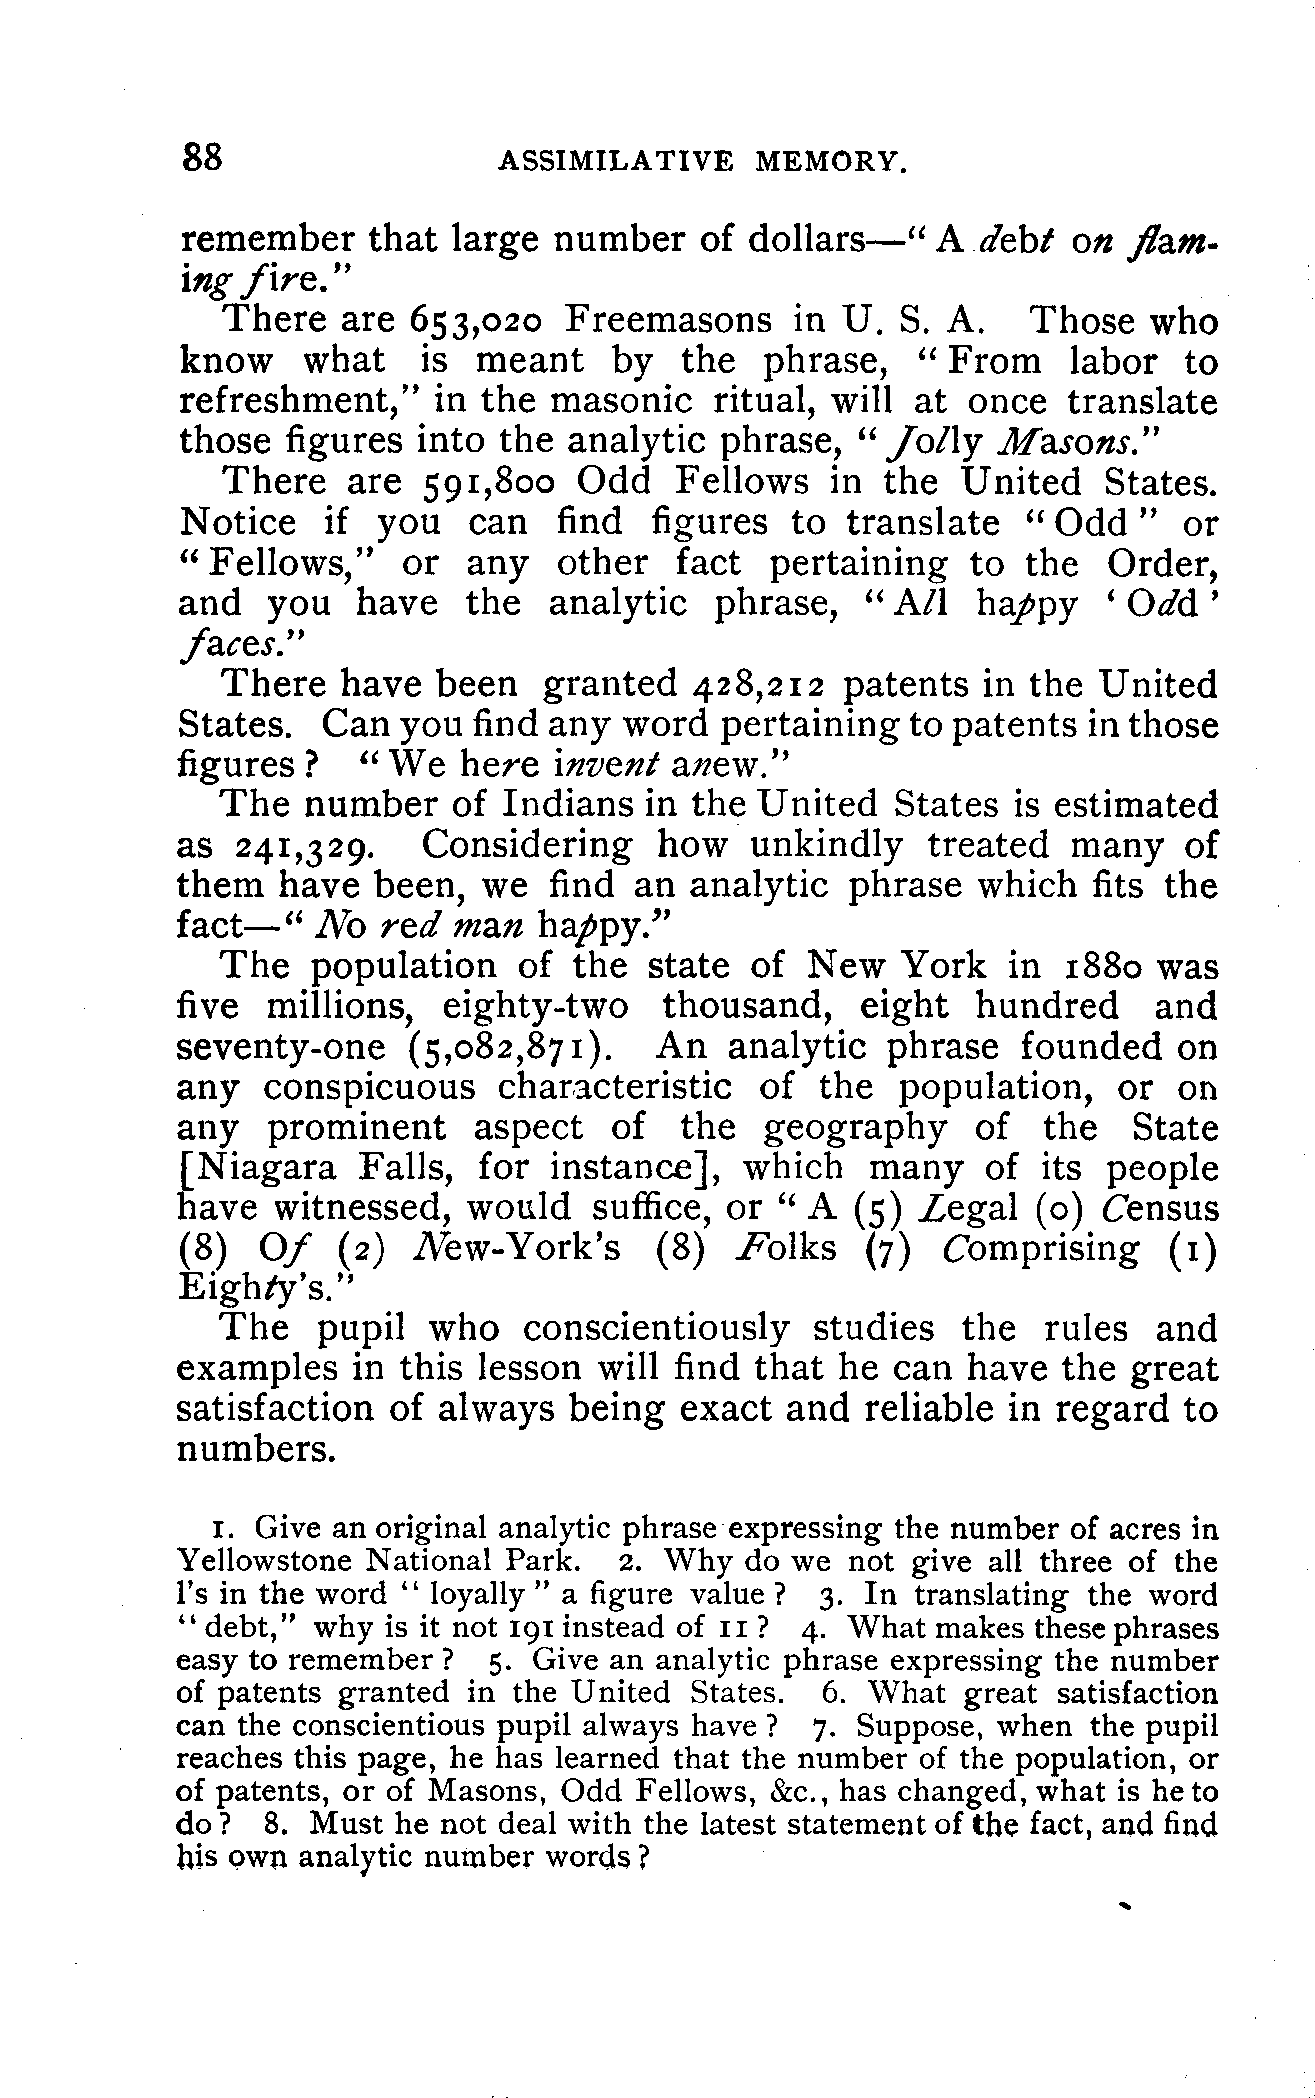 88 ASSIMILATIVE MEMORY.
remember that large number of dollars—" A debt on flam-
ing fire."
There are 653,020 Freemasons in U. S. A. Those who
know what is meant by the phrase, " From labor to
refreshment," in the masonic ritual, will at once translate
those figures into the analytic phrase, " Jolly Masons."
There are 591,800 Odd Fellows in the United States.
Notice if you can find figures to translate " Odd " or
" Fellows," or any other fact pertaining to the Order,
and you have the analytic phrase, " All happy ' Odd '
faces."
There have been granted 428,212 patents in the United
States. Can you find any word pertaining to patents in those
figures ? " We here invent anew."
The number of Indians in the United States is estimated
as 241,329. Considering how unkindly treated many of
them have been, we find an analytic phrase which fits the
fact—" No red man happy."
The population of the state of New York in 1880 was
five millions, eighty-two thousand, eight hundred and
seventy-one (5,082,871). An analytic phrase founded on
any conspicuous characteristic of the population, or on
any prominent aspect of the geography of the State
[Niagara Falls, for instance], which many of its people
have witnessed, would suffice, or " A (5) Legal (0) Census
(8) Of (2) New-York's (8) Folks (7) Comprising (1)
Eighty's."
The pupil who conscientiously studies the rules and
examples in this lesson will find that he can have the great
satisfaction of always being exact and reliable in regard to
numbers.
1. Give an original analytic phrase expressing the number of acres in
Yellowstone National Park. 2. Why do we not give all three of the
l's in the word " loyally " a figure value ? 3. In translating the word
" debt," why is it not 191 instead of 11 ? 4. What makes these phrases
easy to remember ? 5. Give an analytic phrase expressing the number
of patents granted in the United States. 6. What great satisfaction
can the conscientious pupil always have ? 7. Suppose, when the pupil
reaches this page, he has learned that the number of the population, or
of patents, or of Masons, Odd Fellows, &c., has changed, what is he to
do ? 8. Must he not deal with the latest statement of the fact, and find
his own analytic number words ?